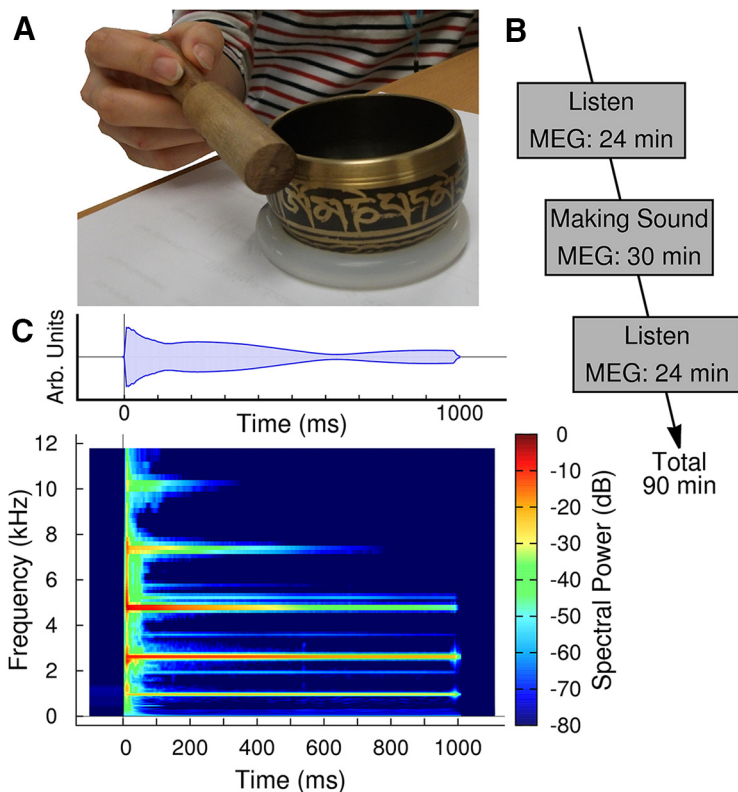 A
B
Listen
MEG: 24 min
Making Sound
MEG: 30 min
Listen
MEG: 24 min
Total
90 min
C
Arb. Units
0
1000
Time (ms)
12
10
8
6
4
2
0
Frequency (kHz)
0
200
400
600
800
1000
Time (ms)
0
-10
-20
-30
-40
-50
-60
-70
-80
Spectral Power (dB)